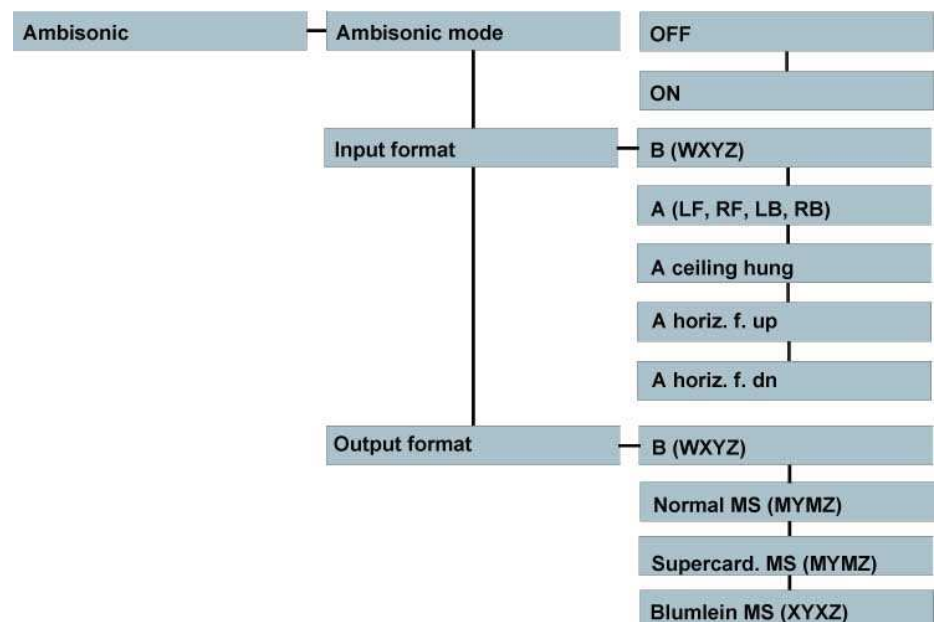 Ambisonic
Ambisonic mode
OFF
ON
Input format
B (WXYZ)
A (LF, RF, LB, RB)
A ceiling hung
A horiz. f. up
A horiz. f. dn
Output format
B (WXYZ)
Normal MS (MYMZ)
Supercard. MS (MYMZ)
Blumlein MS (XYXZ)